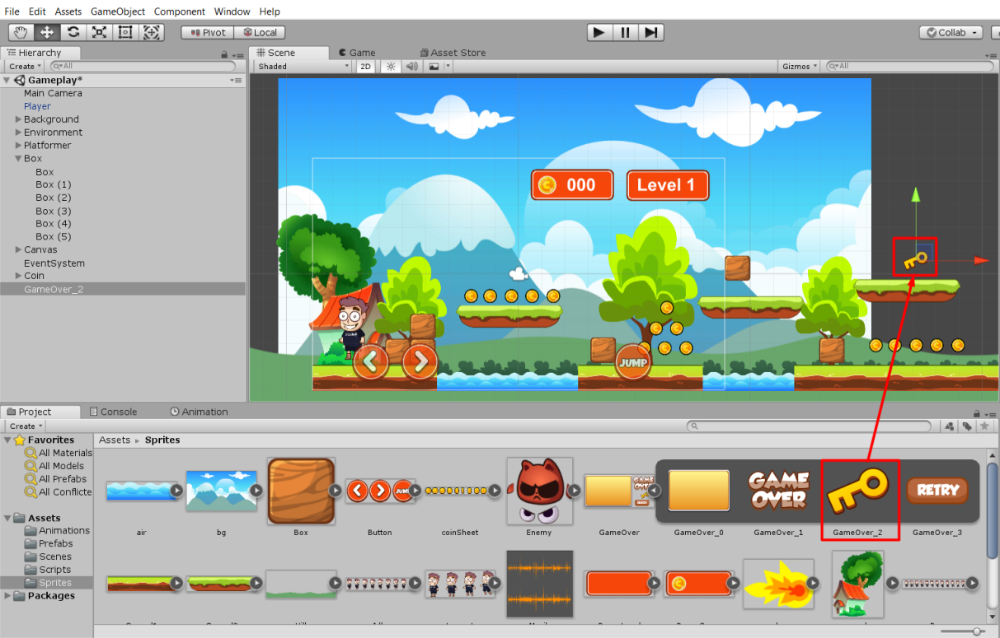 File Edit Assets GameObject Component Window Help
Pivot Local Collab
Hierarchy
Create All
Gameplay*
Main Camera
Player
Background
Environment
Platformer
Box
Box
Box (1)
Box (2)
Box (3)
Box (4)
Box (5)
Canvas
EventSystem
Coin
GameOver_2
Scene Game Asset Store
Shaded 2D Gizmos All
000 Level 1
JUMP
Project Console Animation
Create
Favorites
All Materials
All Models
All Prefabs
All Conflicte
Assets
Animations
Prefabs
Scenes
Scripts
Sprites
Packages
Assets Sprites
JUM
GAME
OVER
GAME
OVER
RETRY
air bg Box Button coinSheet Enemy GameOver GameOver_0 GameOver_1 GameOver_2 GameOver_3